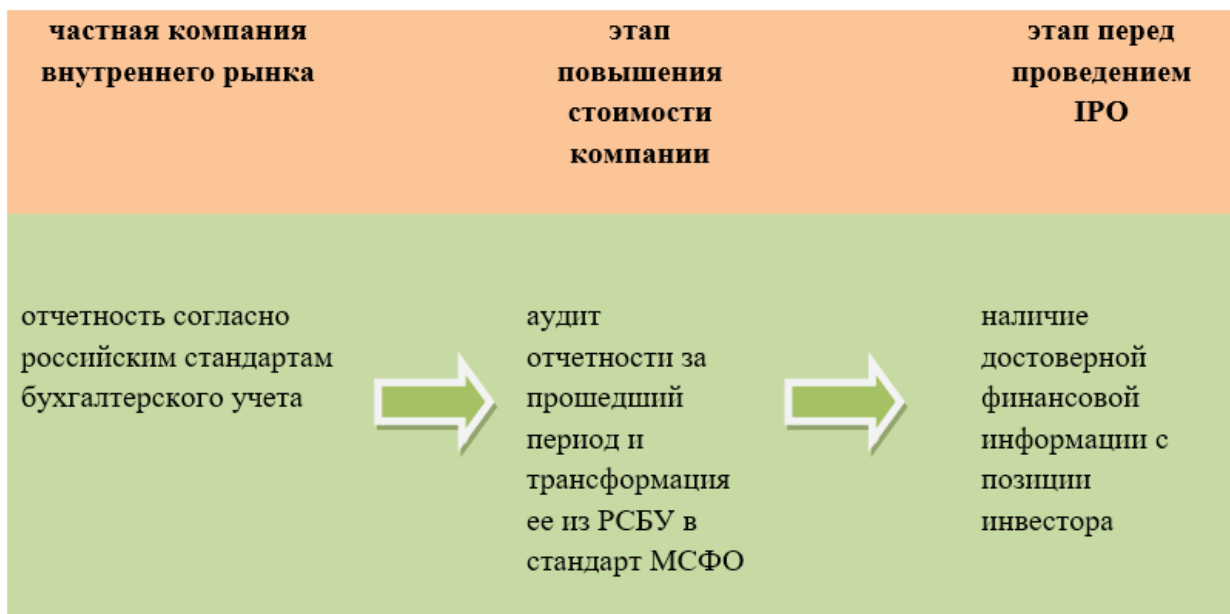 частная компания
внутреннего рынка
этап
повышения
стоимости
компании
этап перед
проведением
IPO
отчетность согласно
российским стандартам
бухгалтерского учета
аудит
отчетности за
прошедший
период и
трансформация
ее из РСБУ в
стандарт МСФО
наличие
достоверной
финансовой
информации с
позиции
инвестора